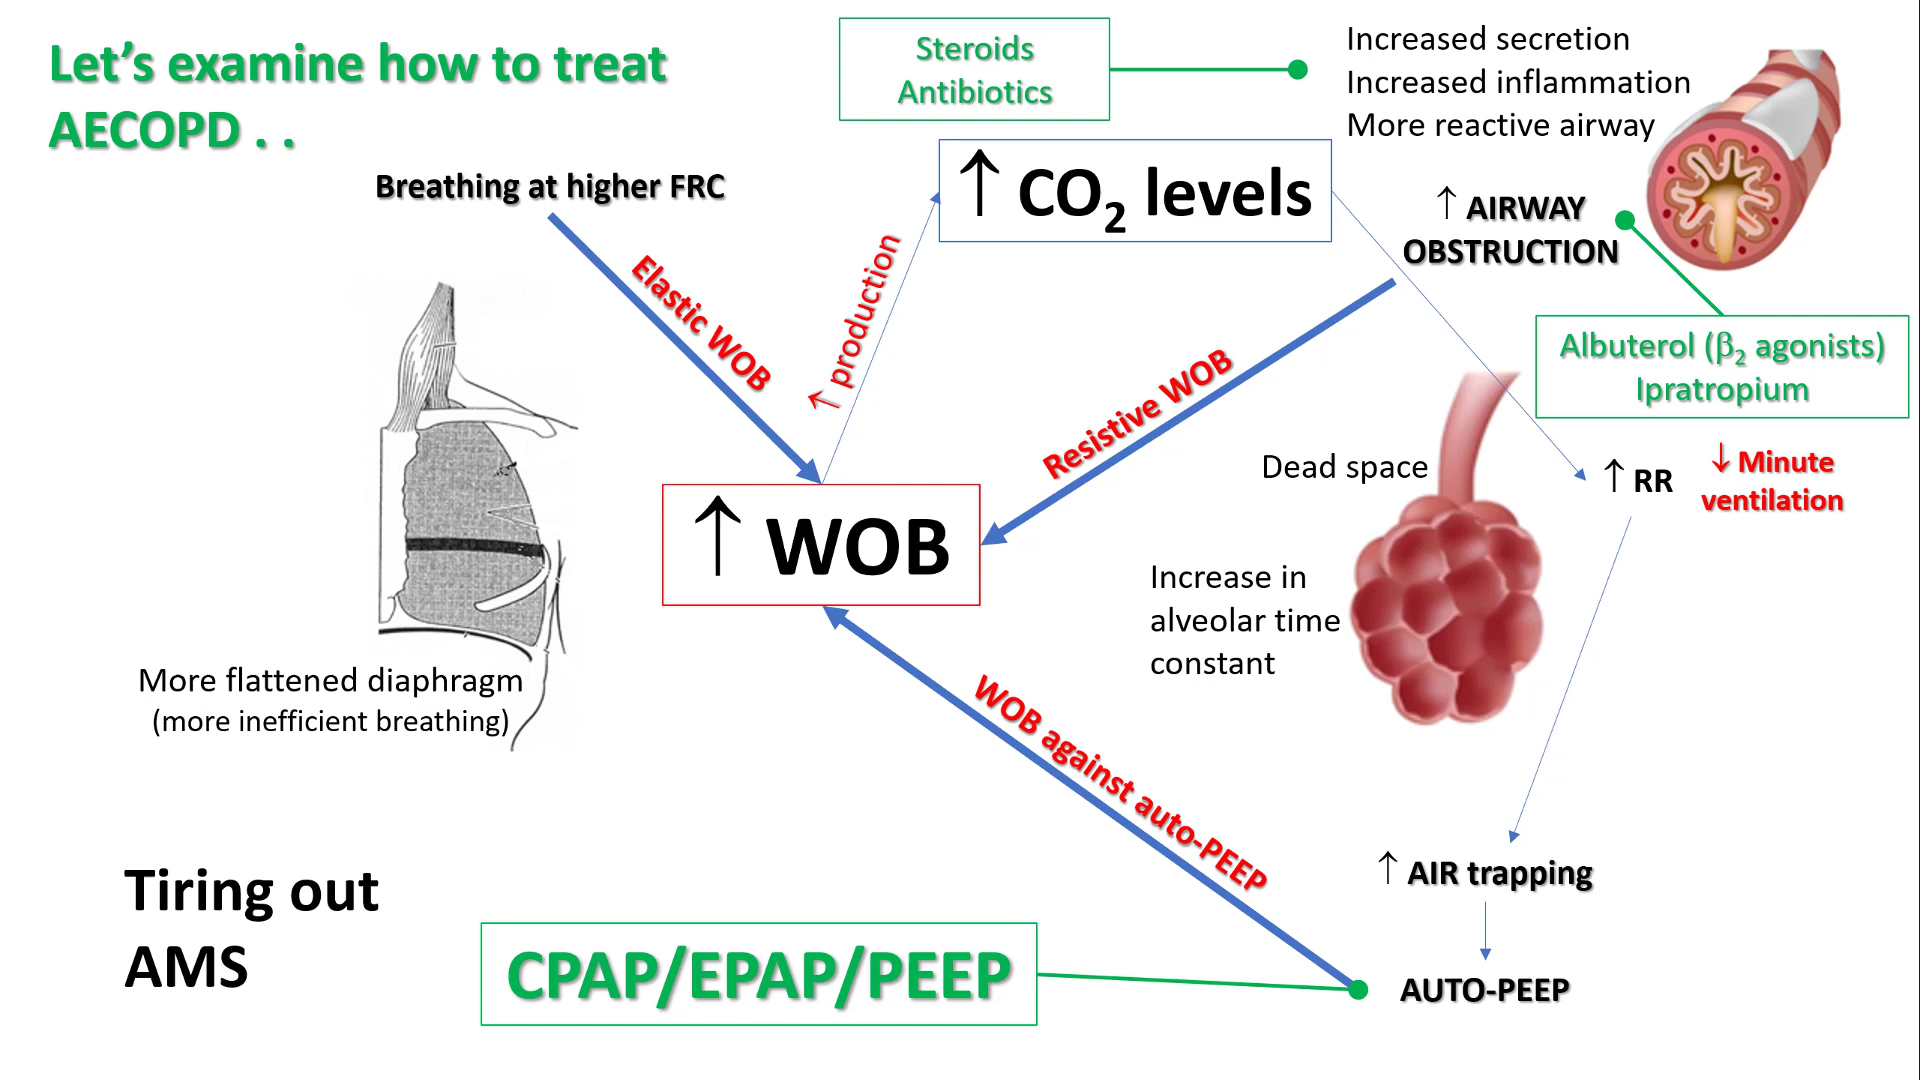 Let's examine how to treat
AECOPD . .
Steroids
Antibiotics
Increased secretion
Increased inflammation
More reactive airway
Breathing at higher FRC
↑ CO₂ levels
↑ AIRWAY
OBSTRUCTION
Elastic WOB
↑ production
Resistive WOB
Albuterol (β₂ agonists)
Ipratropium
Dead space
↑ RR
↓ Minute
ventilation
↑ WOB
Increase in
alveolar time
constant
More flattened diaphragm
(more inefficient breathing)
WOB against auto-PEEP
↑ AIR trapping
Tiring out
AMS
CPAP/EPAP/PEEP
AUTO-PEEP